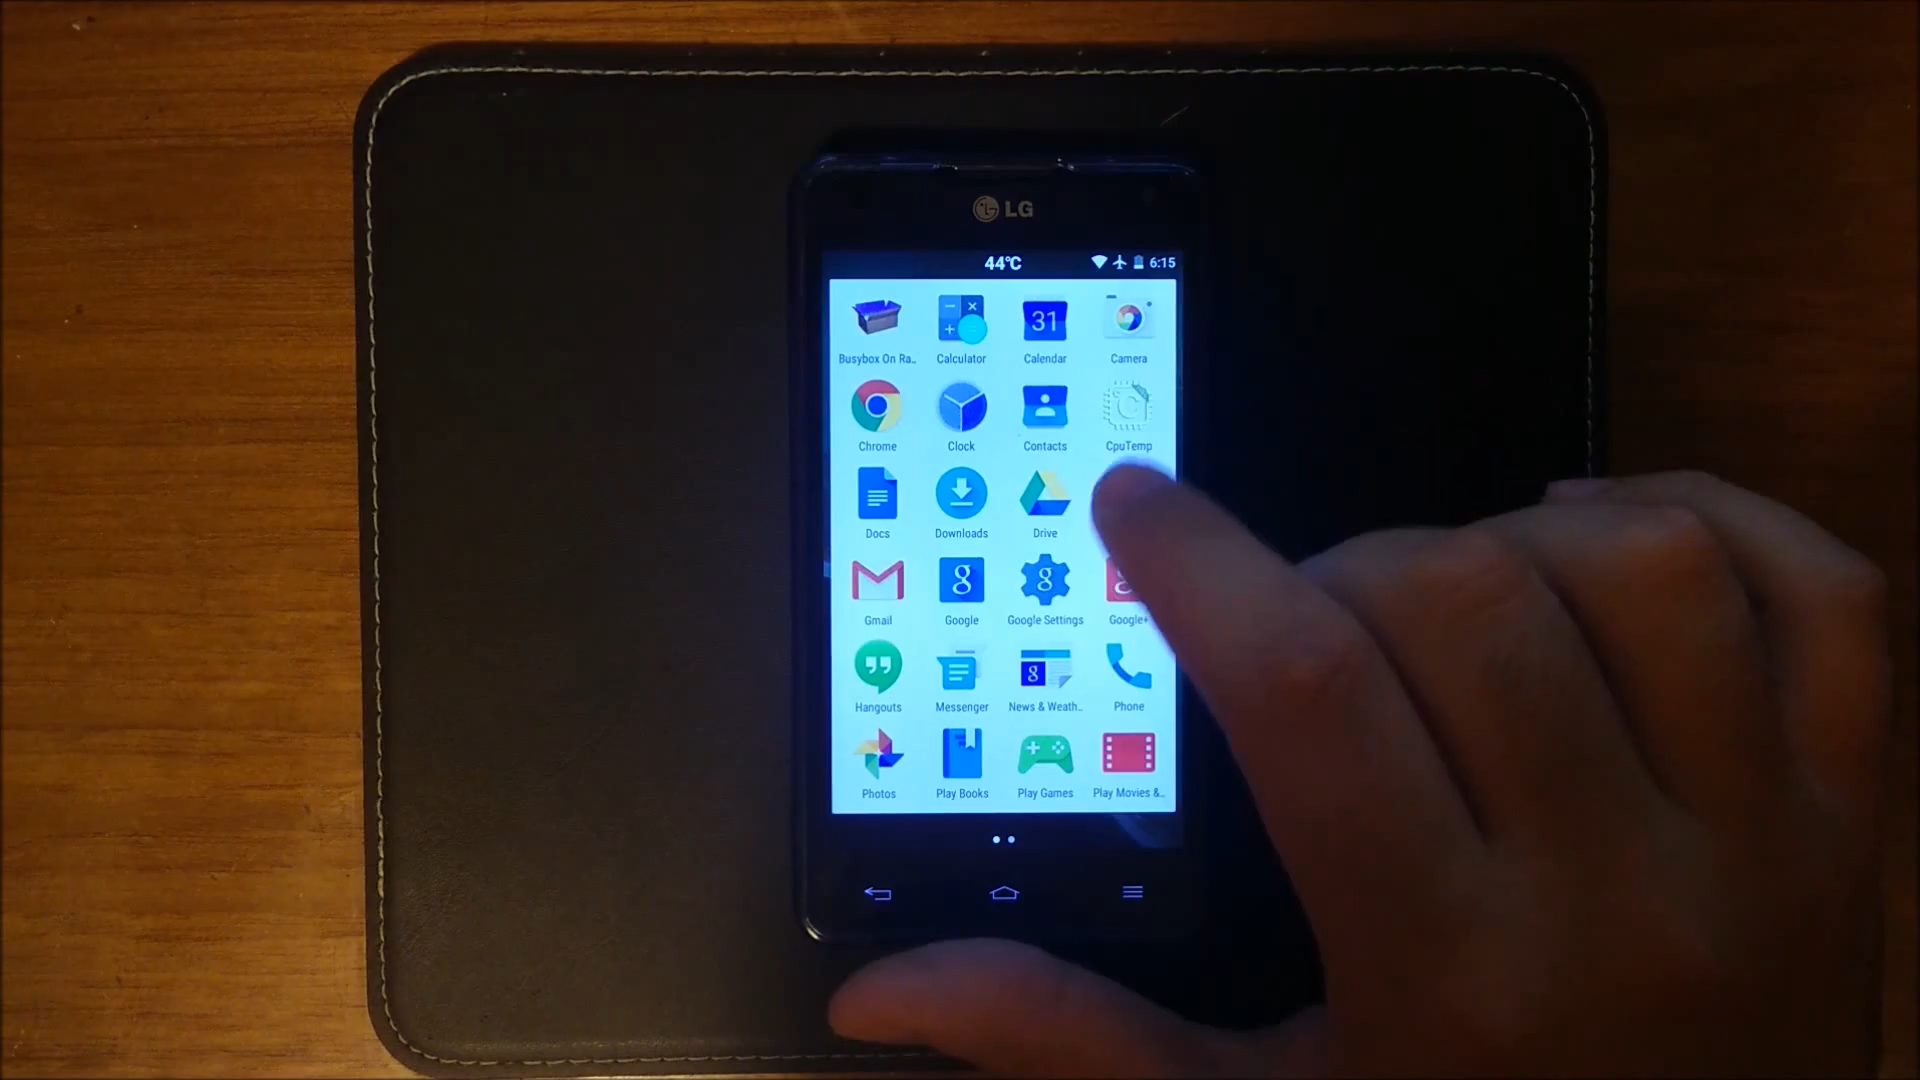 LG
44°C 6:15
Busybox On Ra.. Calculator Calendar Camera
31
Chrome Clock Contacts CpuTemp
Docs Downloads Drive
Gmail Google Google Settings Google+
Hangouts Messenger News & Weath.. Phone
Photos Play Books Play Games Play Movies &..